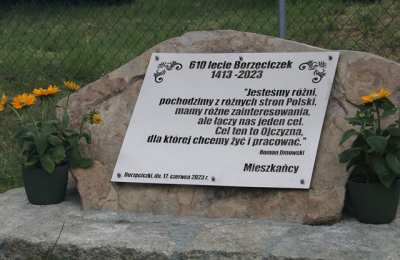 610 lecie Borzęciczek
1413-2023
"Jesteśmy różni,
pochodzimy z różnych stron Polski,
mamy różne zainteresowania,
ale łączy nas jeden cel.
Cel ten to Ojczyzna,
dla której chcemy żyć i pracować."
Roman Dmowski
Mieszkańcy
Borzęciczki, dn. 17. czerwca 2023 r.